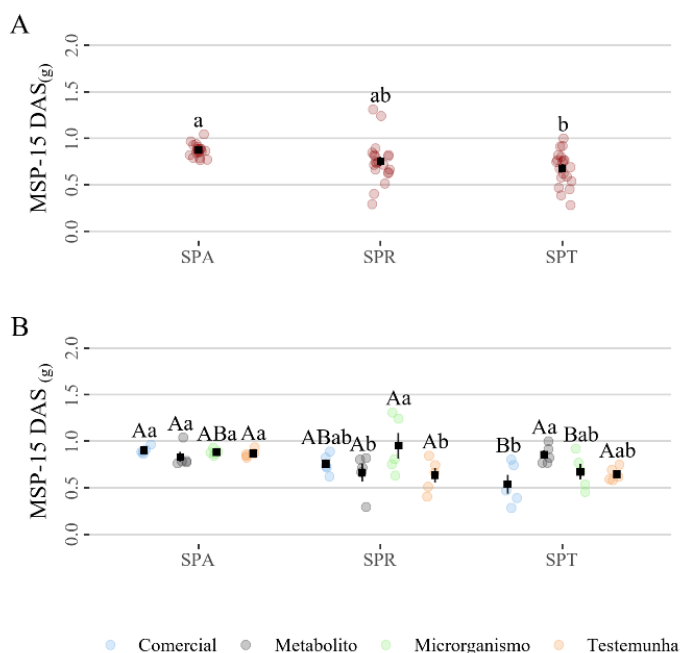 A
MSP-15 DAS(g)
2.0
1.5
1.0
0.5
0.0
a
ab
b
SPA
SPR
SPT
B
MSP-15 DAS (g)
2.0
1.5
1.0
0.5
0.0
Aa
Aa
ABa
Aa
ABab
Ab
Aa
Ab
Bb
Aa
Bab
Aab
SPA
SPR
SPT
Comercial
Metabolito
Microrganismo
Testemunha